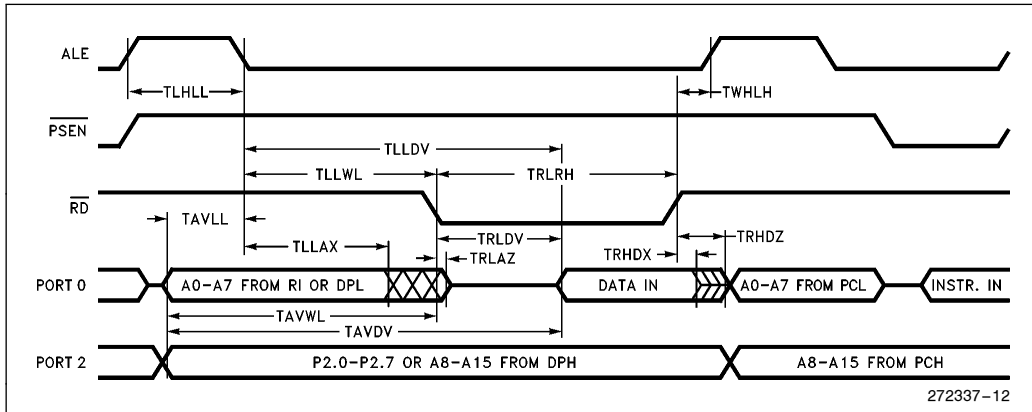 ALE
TLHLL
TWHLH
PSEN
TLLDV
TLLWL
TRLRH
RD
TAVLL
TLLAX
TRLDV
TRLAZ
TRHDX
TRHDZ
PORT 0
A0-A7 FROM RI OR DPL
DATA IN
A0-A7 FROM PCL
INSTR. IN
TAVWL
TAVDV
PORT 2
P2.0-P2.7 OR A8-A15 FROM DPH
A8-A15 FROM PCH
272337-12